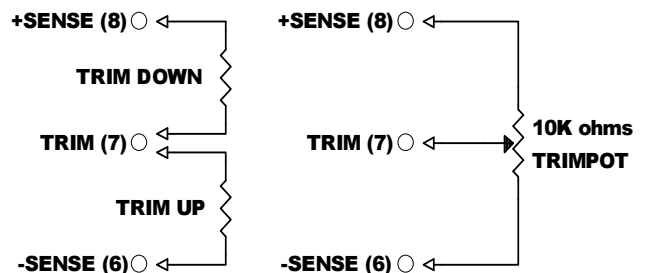 +SENSE (8)
TRIM DOWN
TRIM (7)
TRIM UP
-SENSE (6)
+SENSE (8)
TRIM (7)
10K ohms
TRIMPOT
-SENSE (6)